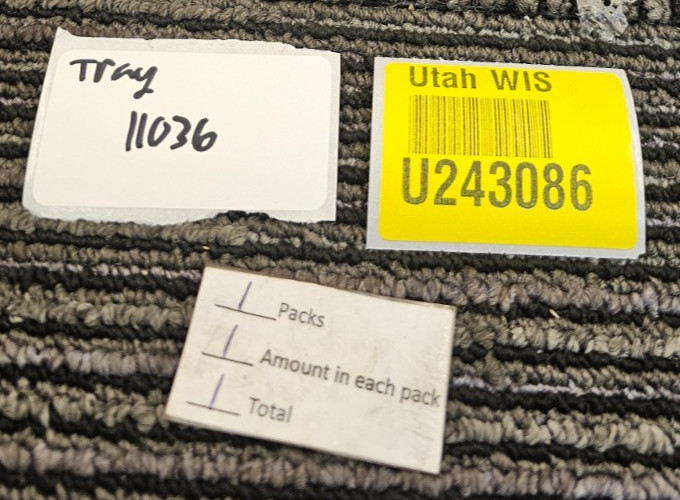 Tray
11036
Utah WIS
U243086
1 Packs
1 Amount in each pack
1 Total